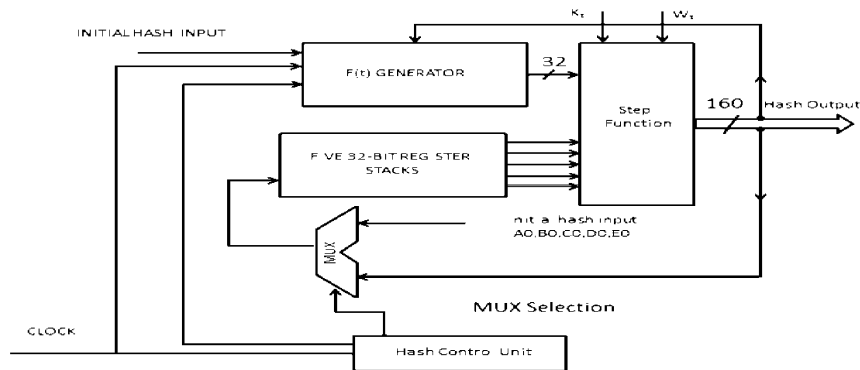 Kₜ
Wₜ
INITIAL HASH INPUT
F(t) GENERATOR
32
Step
Function
160
Hash Output
F VE 32-BIT REG STER
STACKS
nit a hash input
A0,B0,C0,D0,E0
MUX
MUX Selection
CLOCK
Hash Contro Unit